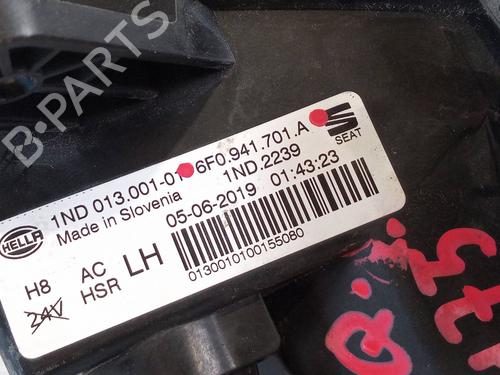 B-PARTS
1ND 013.001-01 6F0.941.701.A
Made in Slovenia 1ND.2239
05-06-2019 01:43:23
SEAT
HELLA
H8 AC LH
24V HSR
0130010100155080